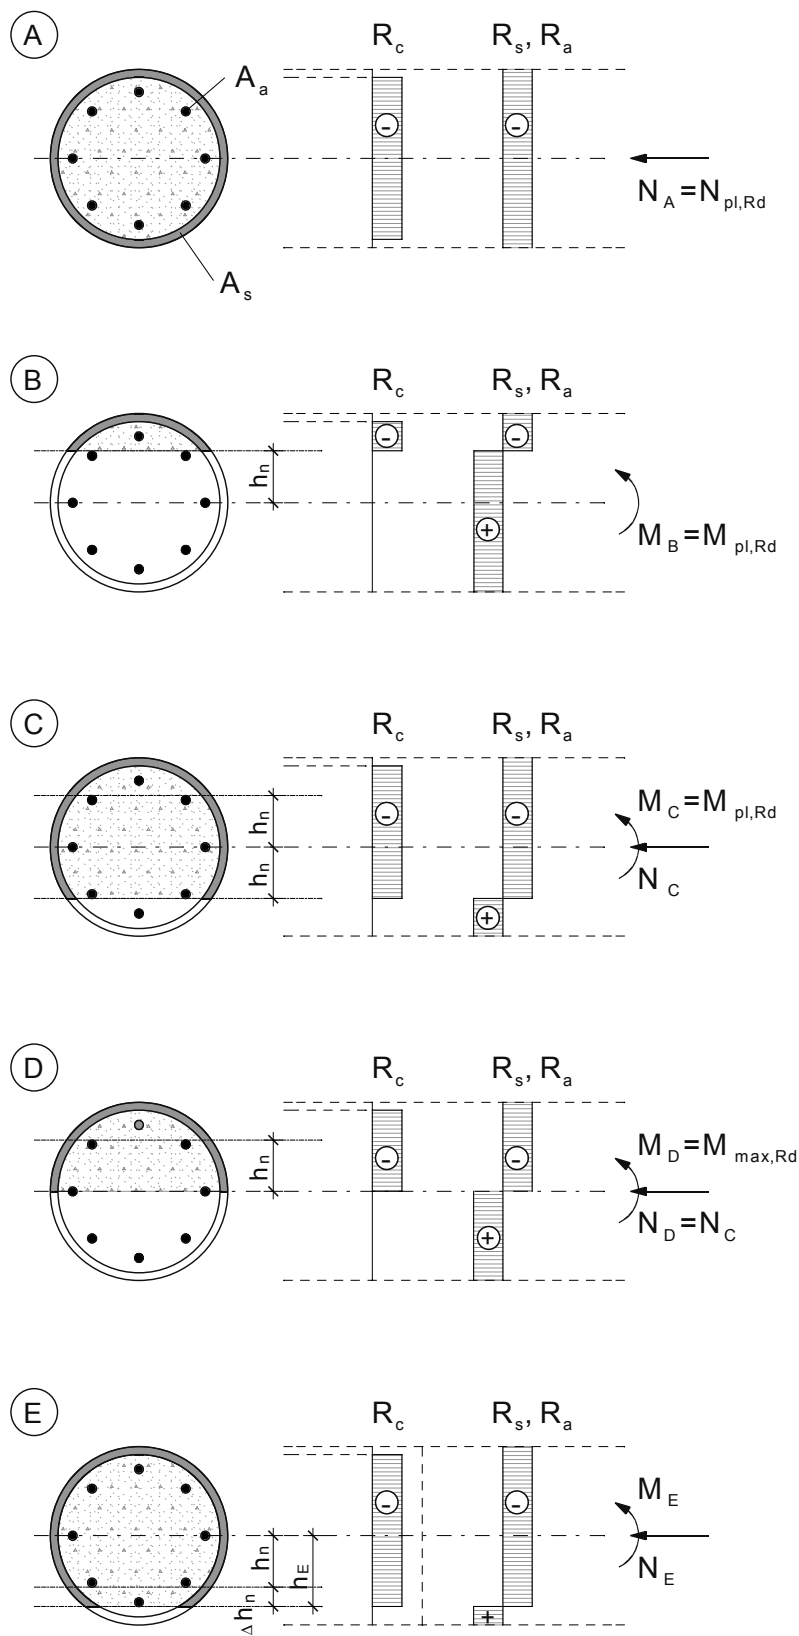 A
R_c R_s, R_a
A_a
-
-
N_A=N_pl,Rd
A_s
B
R_c R_s, R_a
-
-
h_n
+
M_B=M_pl,Rd
C
R_c R_s, R_a
M_C=M_pl,Rd
-
-
h_n
h_n
N_C
+
D
R_c R_s, R_a
M_D=M_max,Rd
-
-
h_n
N_D=N_C
+
E
R_c R_s, R_a
M_E
-
-
h_n
h_E
N_E
Δh_n
+